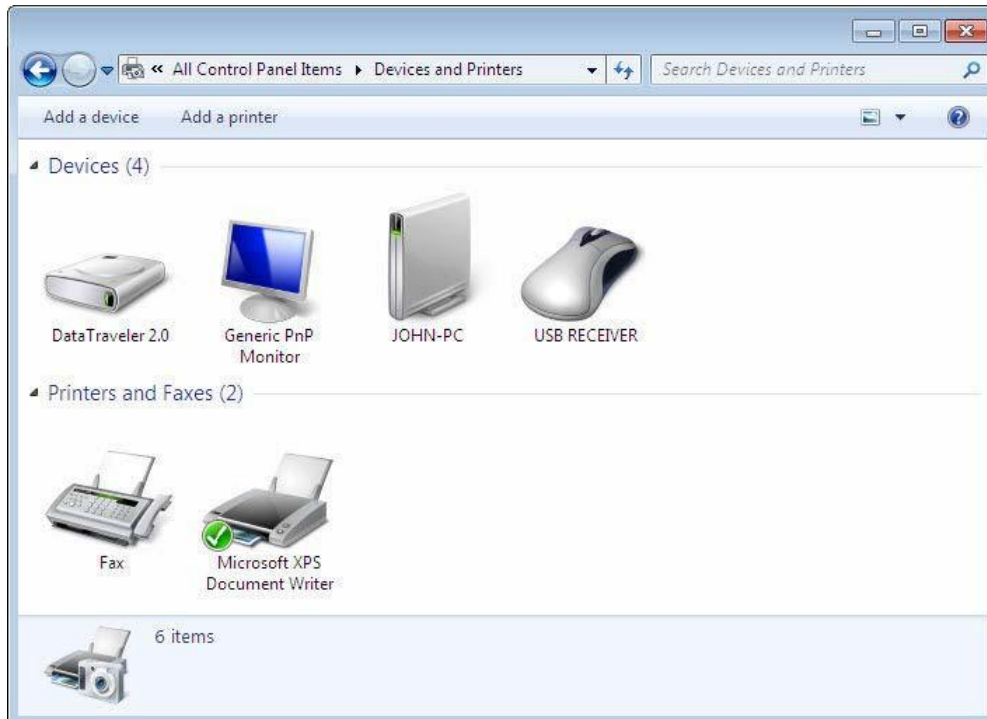 « All Control Panel Items ▸ Devices and Printers
Search Devices and Printers
Add a device Add a printer
Devices (4)
DataTraveler 2.0
Generic PnP
Monitor
JOHN-PC
USB RECEIVER
Printers and Faxes (2)
Fax
Microsoft XPS
Document Writer
6 items